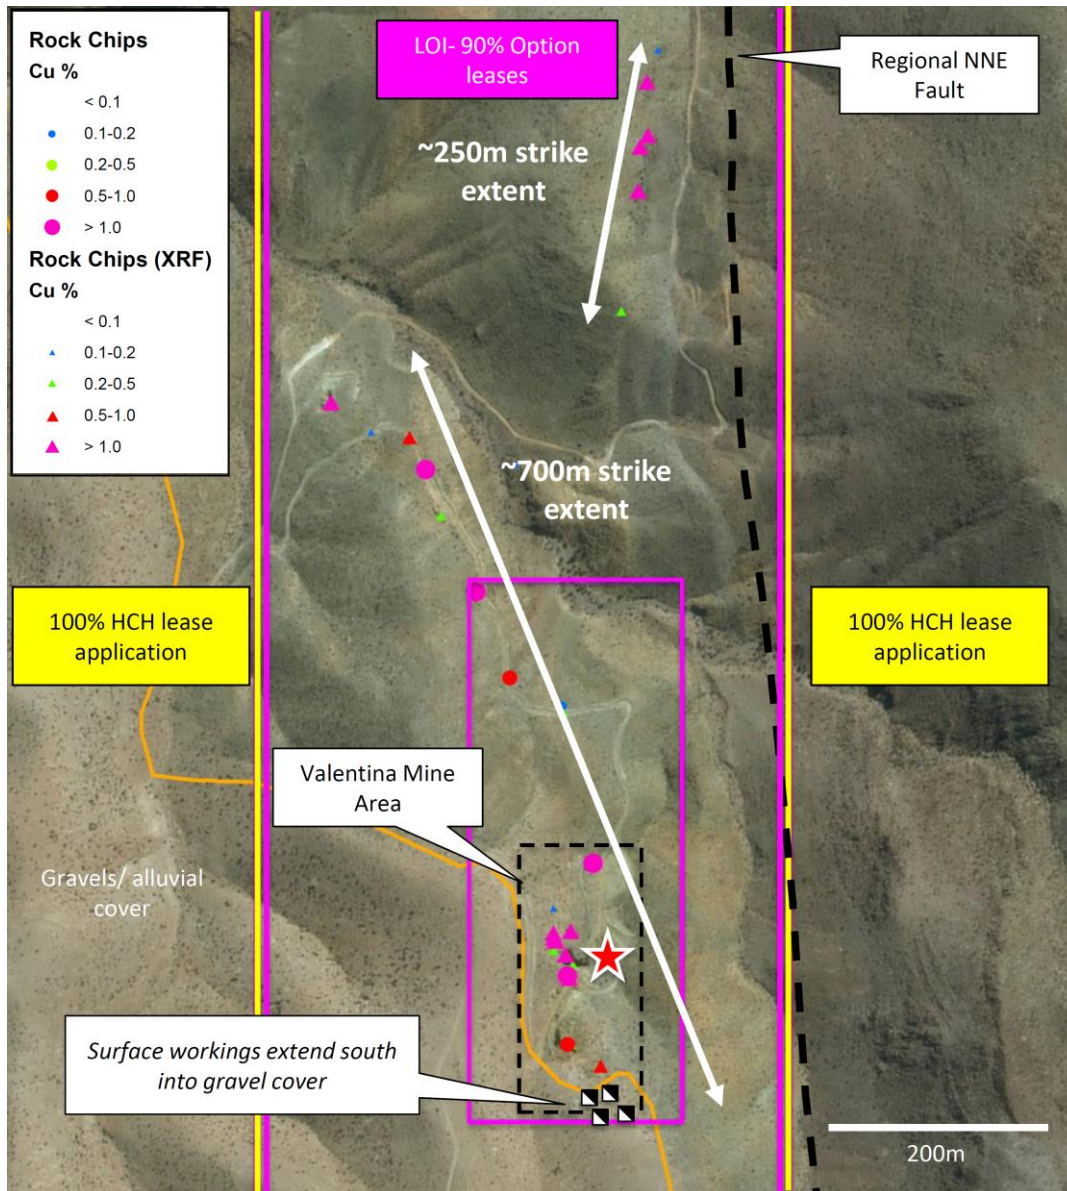 Rock Chips
Cu %
< 0.1
0.1-0.2
0.2-0.5
0.5-1.0
> 1.0
Rock Chips (XRF)
Cu %
< 0.1
0.1-0.2
0.2-0.5
0.5-1.0
> 1.0
LOI- 90% Option
leases
Regional NNE
Fault
~250m strike
extent
~700m strike
extent
100% HCH lease
application
100% HCH lease
application
Valentina Mine
Area
Gravels/ alluvial
cover
Surface workings extend south
into gravel cover
200m